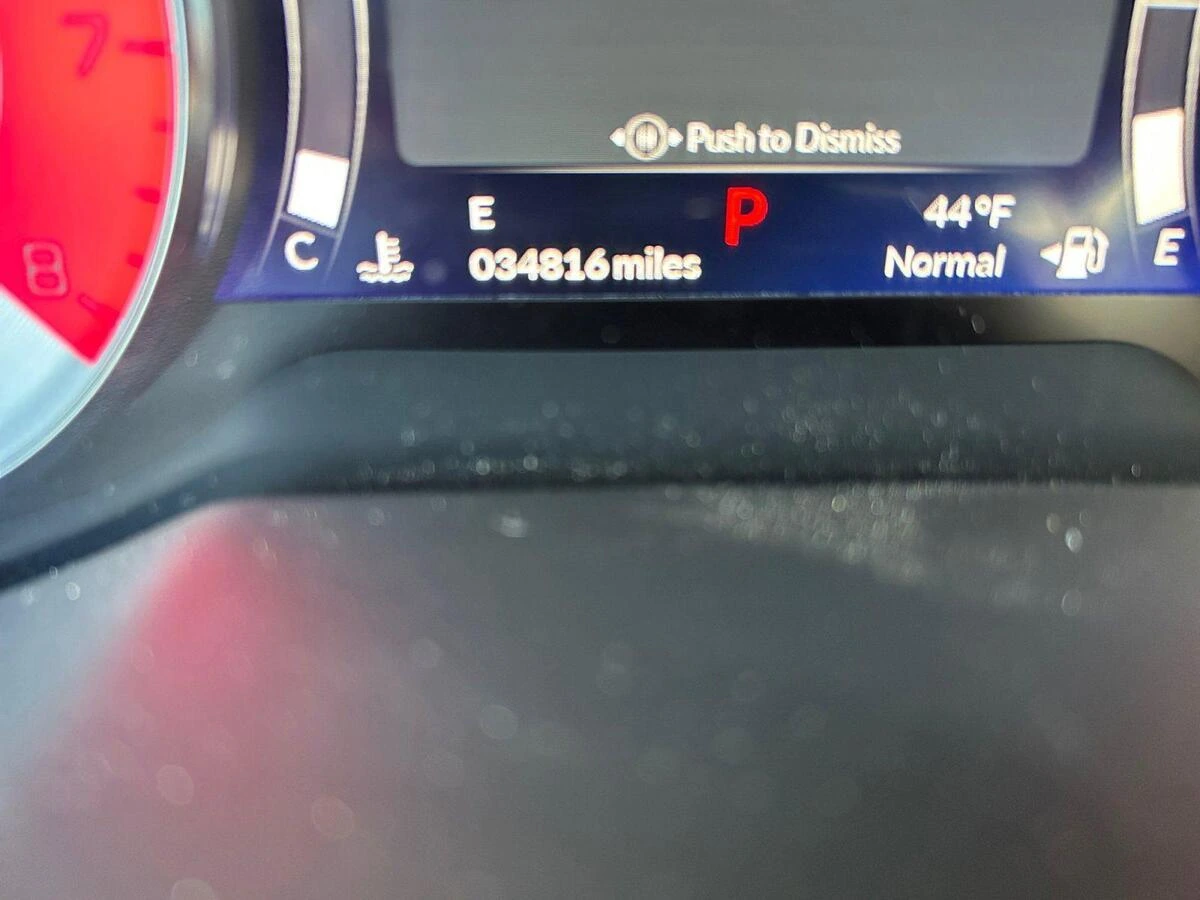 7
8
Push to Dismiss
E P 44°F
C 034816 miles Normal E